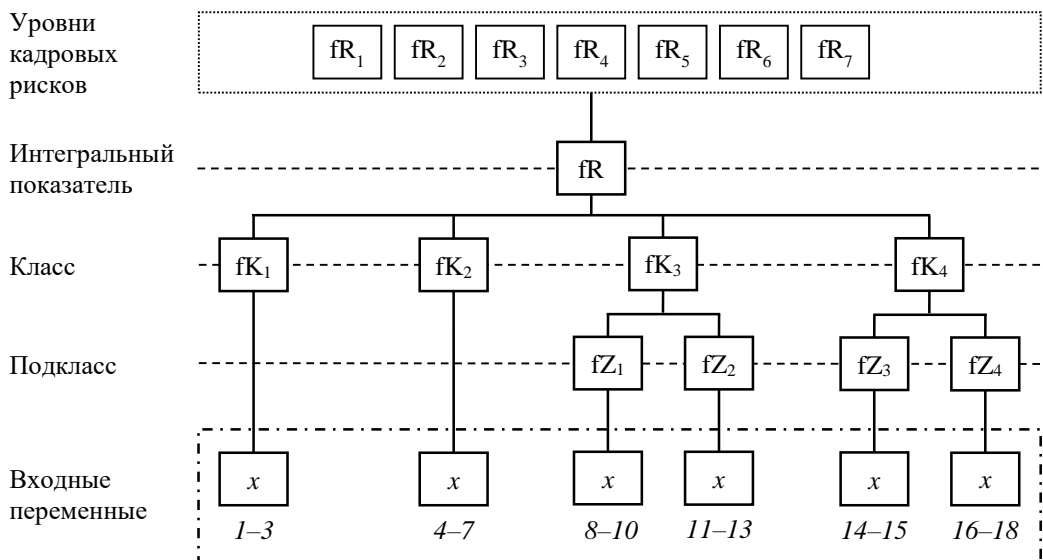 Уровни
кадровых
рисков
fR₁ fR₂ fR₃ fR₄ fR₅ fR₆ fR₇
Интегральный
показатель
fR
Класс
fK₁ fK₂ fK₃ fK₄
Подкласс
fZ₁ fZ₂ fZ₃ fZ₄
Входные
переменные
x x x x x x
1–3 4–7 8–10 11–13 14–15 16–18